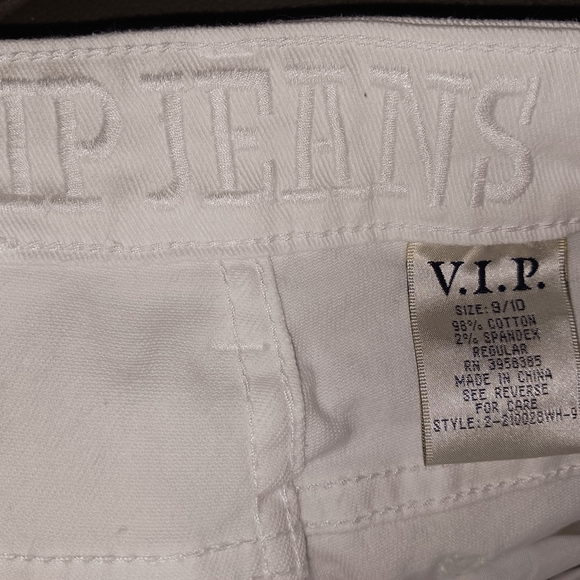 IP JEANS
V.I.P.
SIZE: 9/10
98% COTTON
2% SPANDEX
REGULAR
RN 3958385
MADE IN CHINA
SEE REVERSE
FOR CARE
STYLE: 2-210028WH-9